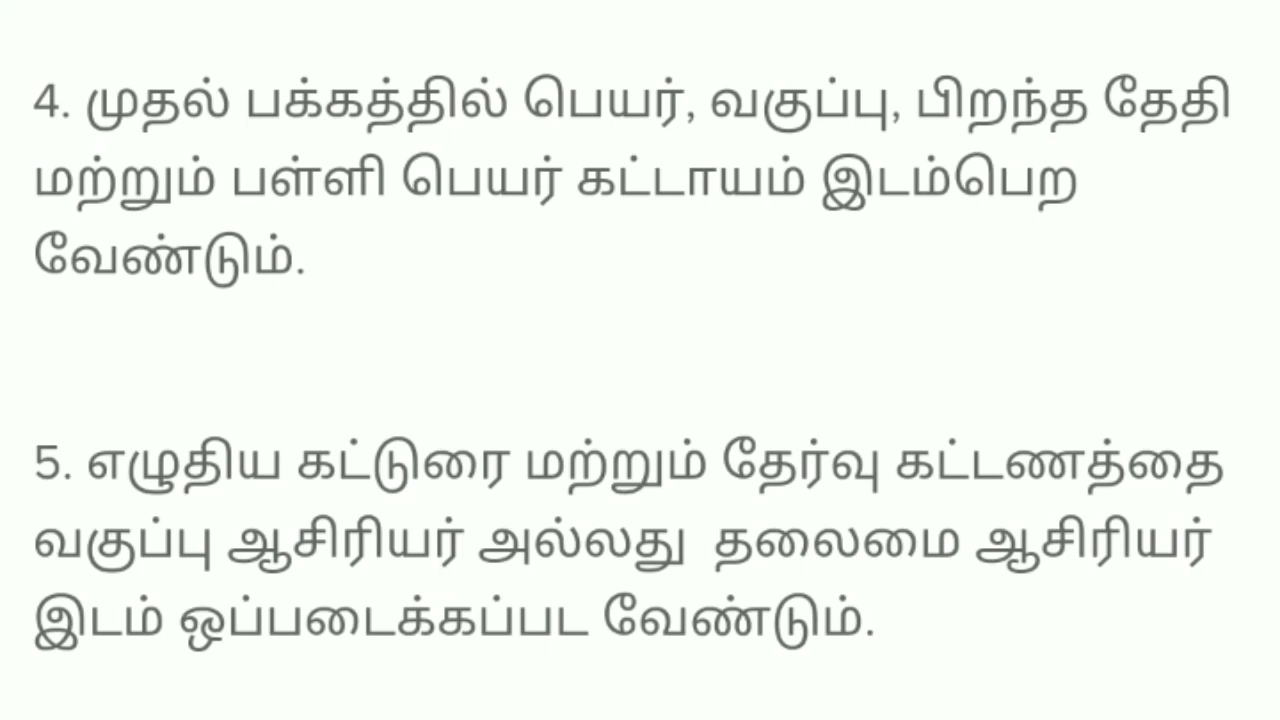 4. முதல் பக்கத்தில் பெயர், வகுப்பு, பிறந்த தேதி
மற்றும் பள்ளி பெயர் கட்டாயம் இடம்பெற
வேண்டும்.
5. எழுதிய கட்டுரை மற்றும் தேர்வு கட்டணத்தை
வகுப்பு ஆசிரியர் அல்லது  தலைமை ஆசிரியர்
இடம் ஒப்படைக்கப்பட வேண்டும்.